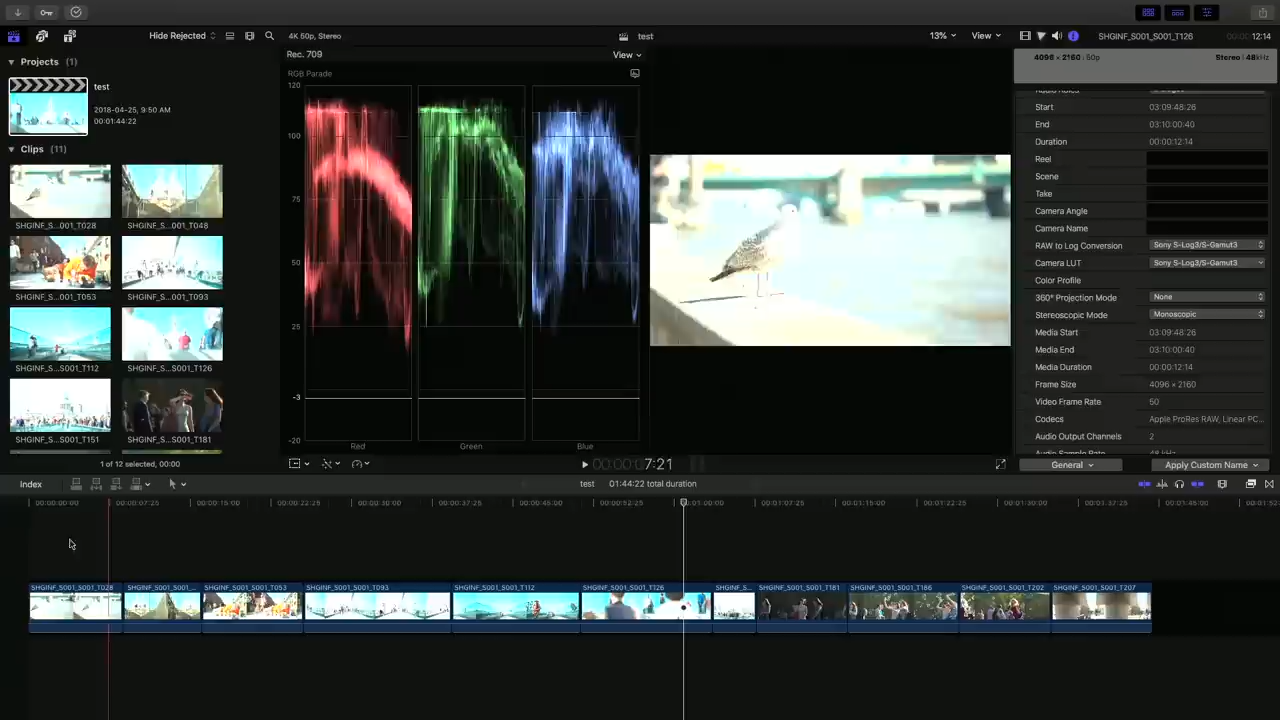 Hide Rejected
4K 50p, Stereo
test
13%
View
SHGINF_S001_S001_T126
12:14
Projects (1)
test
2018-04-25, 9:50 AM
00:01:44:22
Clips (11)
SHGINF_S...001_T028
SHGINF_S...001_T048
SHGINF_S...001_T053
SHGINF_S...001_T093
SHGINF_S...S001_T112
SHGINF_S...S001_T126
SHGINF_S...S001_T151
SHGINF_S...S001_T181
1 of 12 selected, 00:00
Rec. 709
View
RGB Parade
120
100
75
50
25
-3
-20
Red
Green
Blue
7:21
4096 × 2160 | 50p
Stereo | 48kHz
Start 03:09:48:26
End 03:10:00:40
Duration 00:00:12:14
Reel
Scene
Take
Camera Angle
Camera Name
RAW to Log Conversion Sony S-Log3/S-Gamut3
Camera LUT Sony S-Log3/S-Gamut3
Color Profile
360° Projection Mode None
Stereoscopic Mode Monoscopic
Media Start 03:09:48:26
Media End 03:10:00:40
Media Duration 00:00:12:14
Frame Size 4096 × 2160
Video Frame Rate 50
Codecs Apple ProRes RAW, Linear PC...
Audio Output Channels 2
General
Apply Custom Name
Index
test
01:44:22 total duration
00:00:00:00
00:00:07:25
00:00:15:00
00:00:22:25
00:00:30:00
00:00:37:25
00:00:45:00
00:00:52:25
00:01:00:00
00:01:07:25
00:01:15:00
00:01:22:25
00:01:30:00
00:01:37:25
00:01:45:00
SHGINF_S001_S001_T028
SHGINF_S001_S001_...
SHGINF_S001_S001_T053
SHGINF_S001_S001_T093
SHGINF_S001_S001_T112
SHGINF_S001_S001_T126
SHGINF_S...
SHGINF_S001_S001_T181
SHGINF_S001_S001_T186
SHGINF_S001_S001_T202
SHGINF_S001_S001_T207